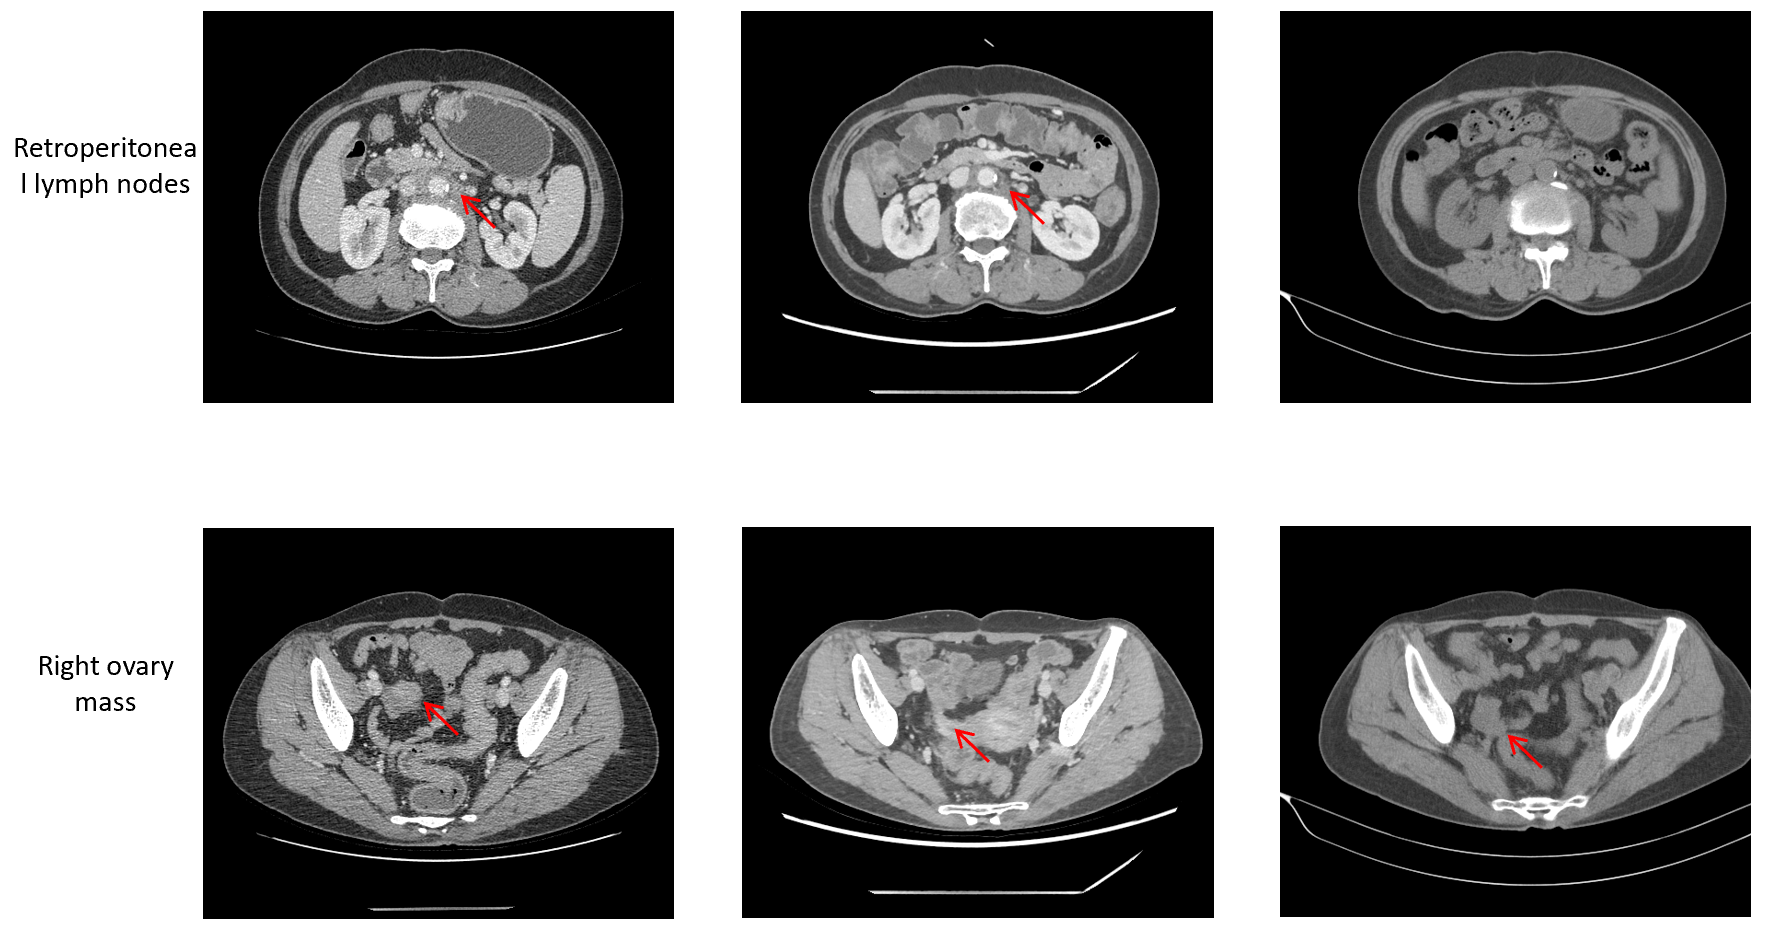 Retroperitonea
l lymph nodes
Right ovary
mass